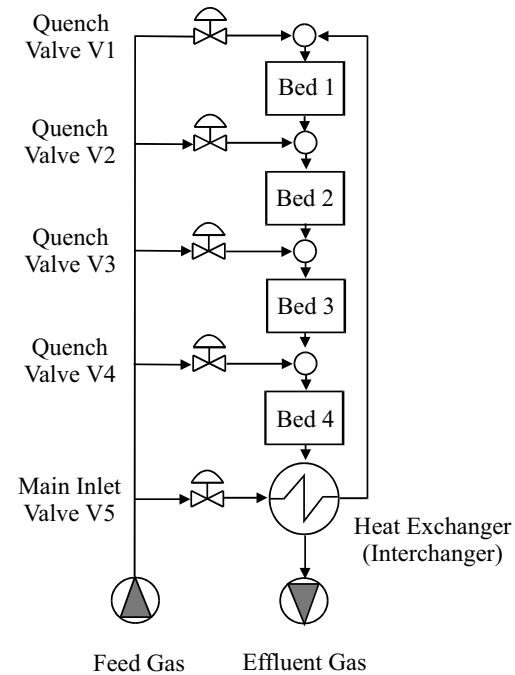 Quench
Valve V1
Bed 1
Quench
Valve V2
Bed 2
Quench
Valve V3
Bed 3
Quench
Valve V4
Bed 4
Main Inlet
Valve V5
Heat Exchanger
(Interchanger)
Feed Gas
Effluent Gas